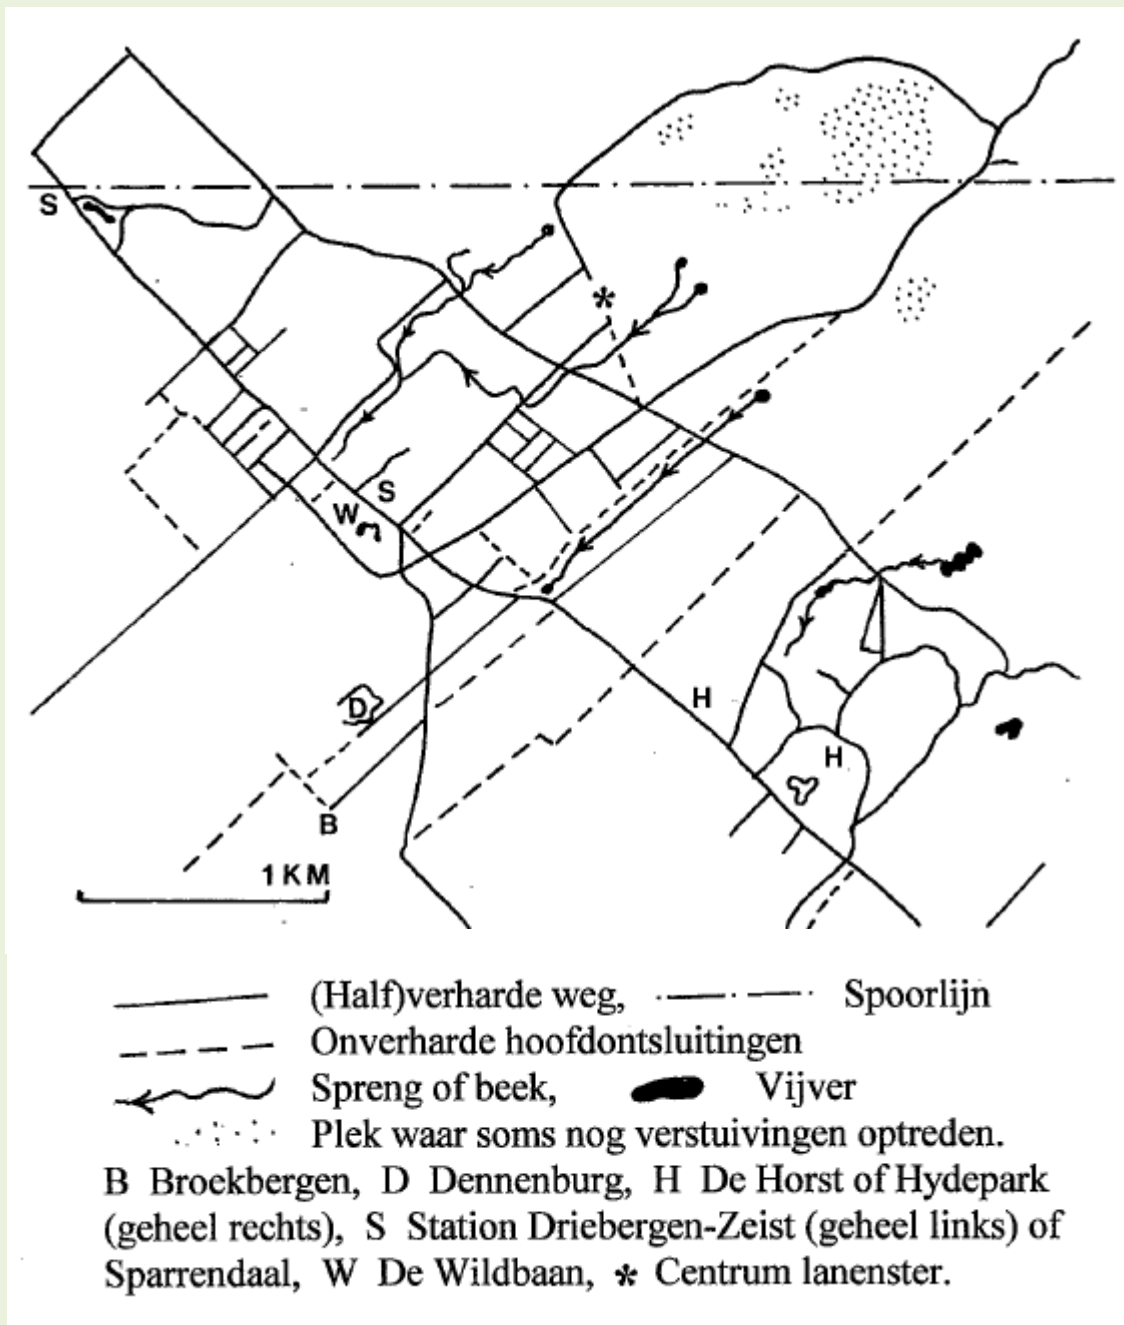 S
*
S
W
H
D
H
B
1 KM
(Half)verharde weg, Spoorlijn
Onverharde hoofdontsluitingen
Spreng of beek, Vijver
Plek waar soms nog verstuivingen optreden.
B Broekbergen, D Dennenburg, H De Horst of Hydepark
(geheel rechts), S Station Driebergen-Zeist (geheel links) of
Sparrendaal, W De Wildbaan, * Centrum lanenster.